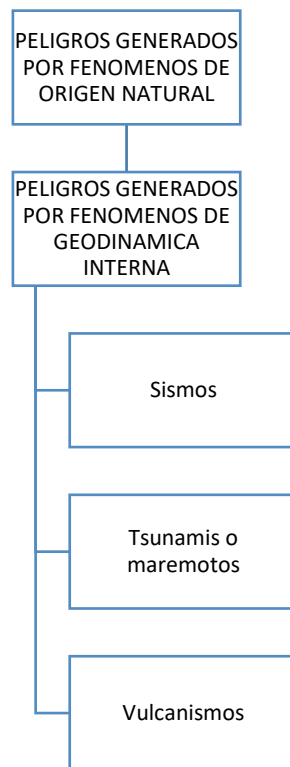 PELIGROS GENERADOS
POR FENOMENOS DE
ORIGEN NATURAL
PELIGROS GENERADOS
POR FENOMENOS DE
GEODINAMICA
INTERNA
Sismos
Tsunamis o
maremotos
Vulcanismos